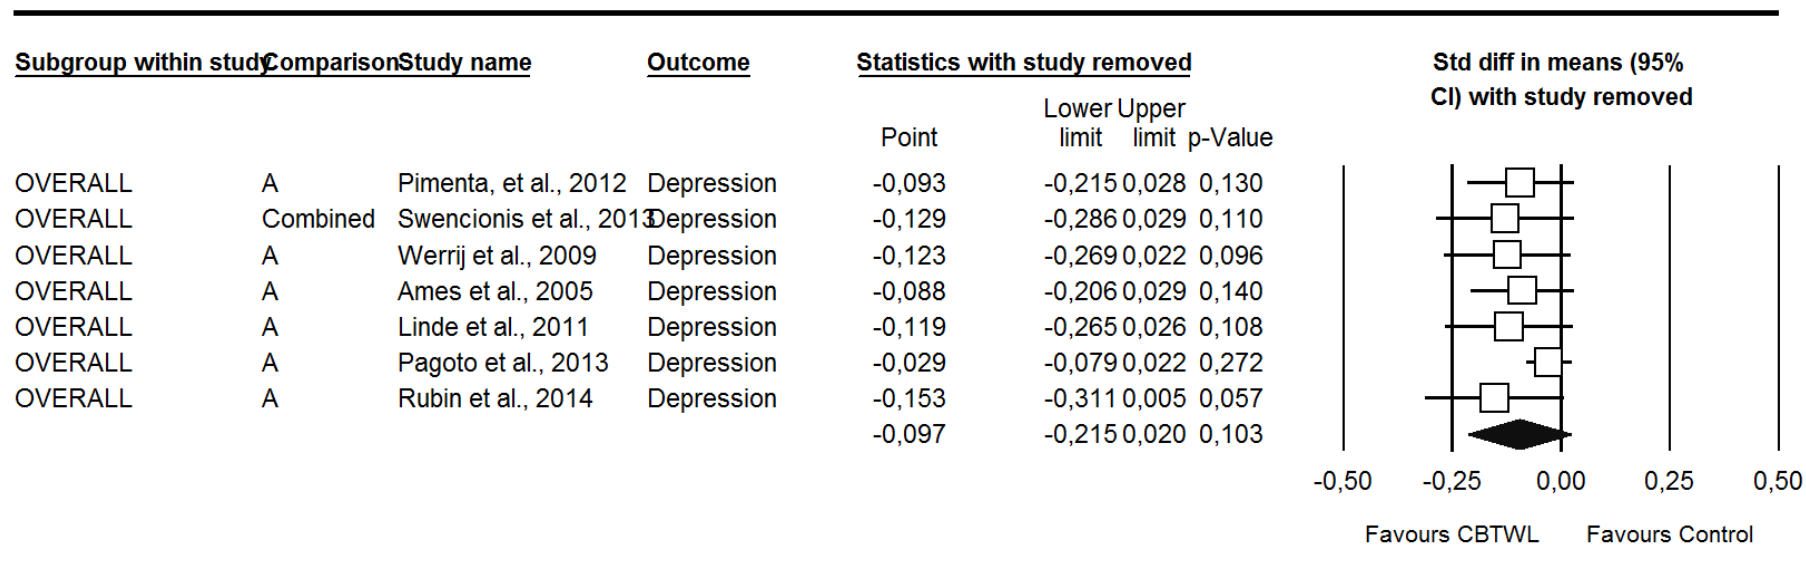 Subgroup within study Comparison Study name Outcome Statistics with study removed Std diff in means (95%
CI) with study removed
Lower Upper
Point limit limit p-Value
OVERALL A Pimenta, et al., 2012 Depression -0,093 -0,215 0,028 0,130
OVERALL Combined Swencionis et al., 2013 Depression -0,129 -0,286 0,029 0,110
OVERALL A Werrij et al., 2009 Depression -0,123 -0,269 0,022 0,096
OVERALL A Ames et al., 2005 Depression -0,088 -0,206 0,029 0,140
OVERALL A Linde et al., 2011 Depression -0,119 -0,265 0,026 0,108
OVERALL A Pagoto et al., 2013 Depression -0,029 -0,079 0,022 0,272
OVERALL A Rubin et al., 2014 Depression -0,153 -0,311 0,005 0,057
-0,097 -0,215 0,020 0,103
-0,50 -0,25 0,00 0,25 0,50
Favours CBTWL Favours Control